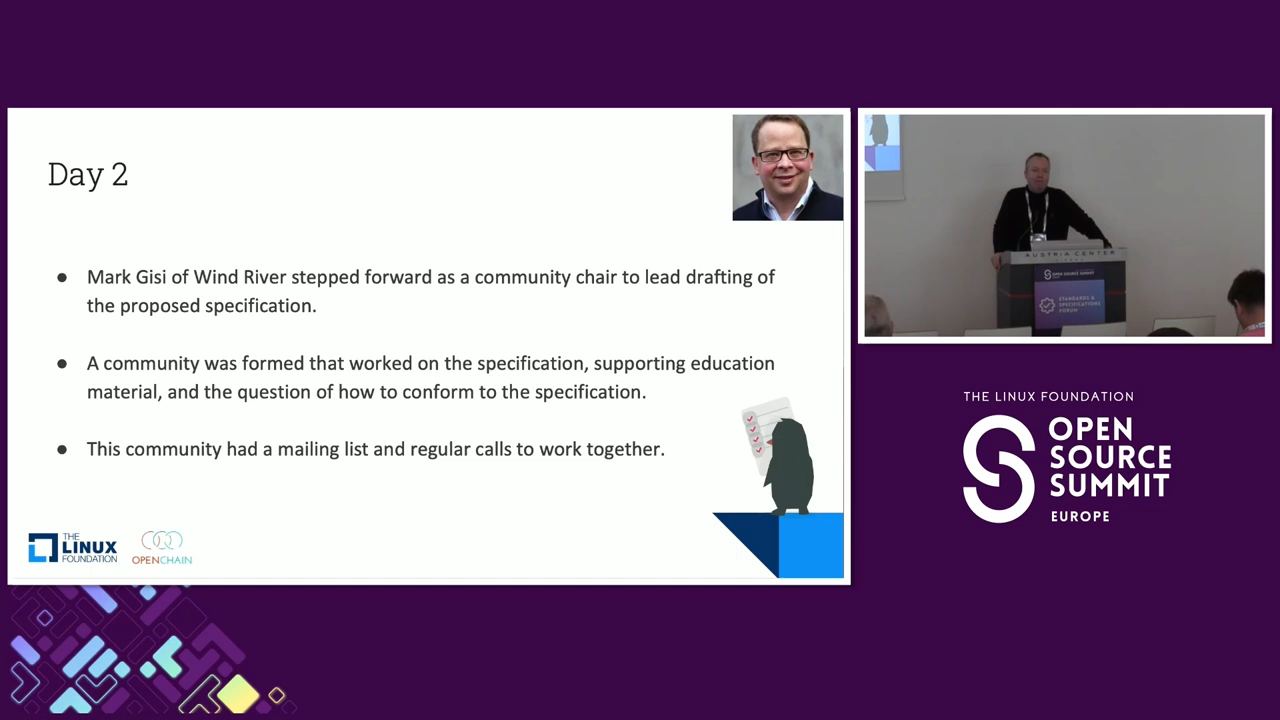 Day 2
● Mark Gisi of Wind River stepped forward as a community chair to lead drafting of
the proposed specification.
● A community was formed that worked on the specification, supporting education
material, and the question of how to conform to the specification.
● This community had a mailing list and regular calls to work together.
THE
LINUX
FOUNDATION
OPENCHAIN
AUSTRIA CENTER
OPEN SOURCE SUMMIT
STANDARDS &
SPECIFICATIONS
FORUM
THE LINUX FOUNDATION
OPEN
SOURCE
SUMMIT
EUROPE